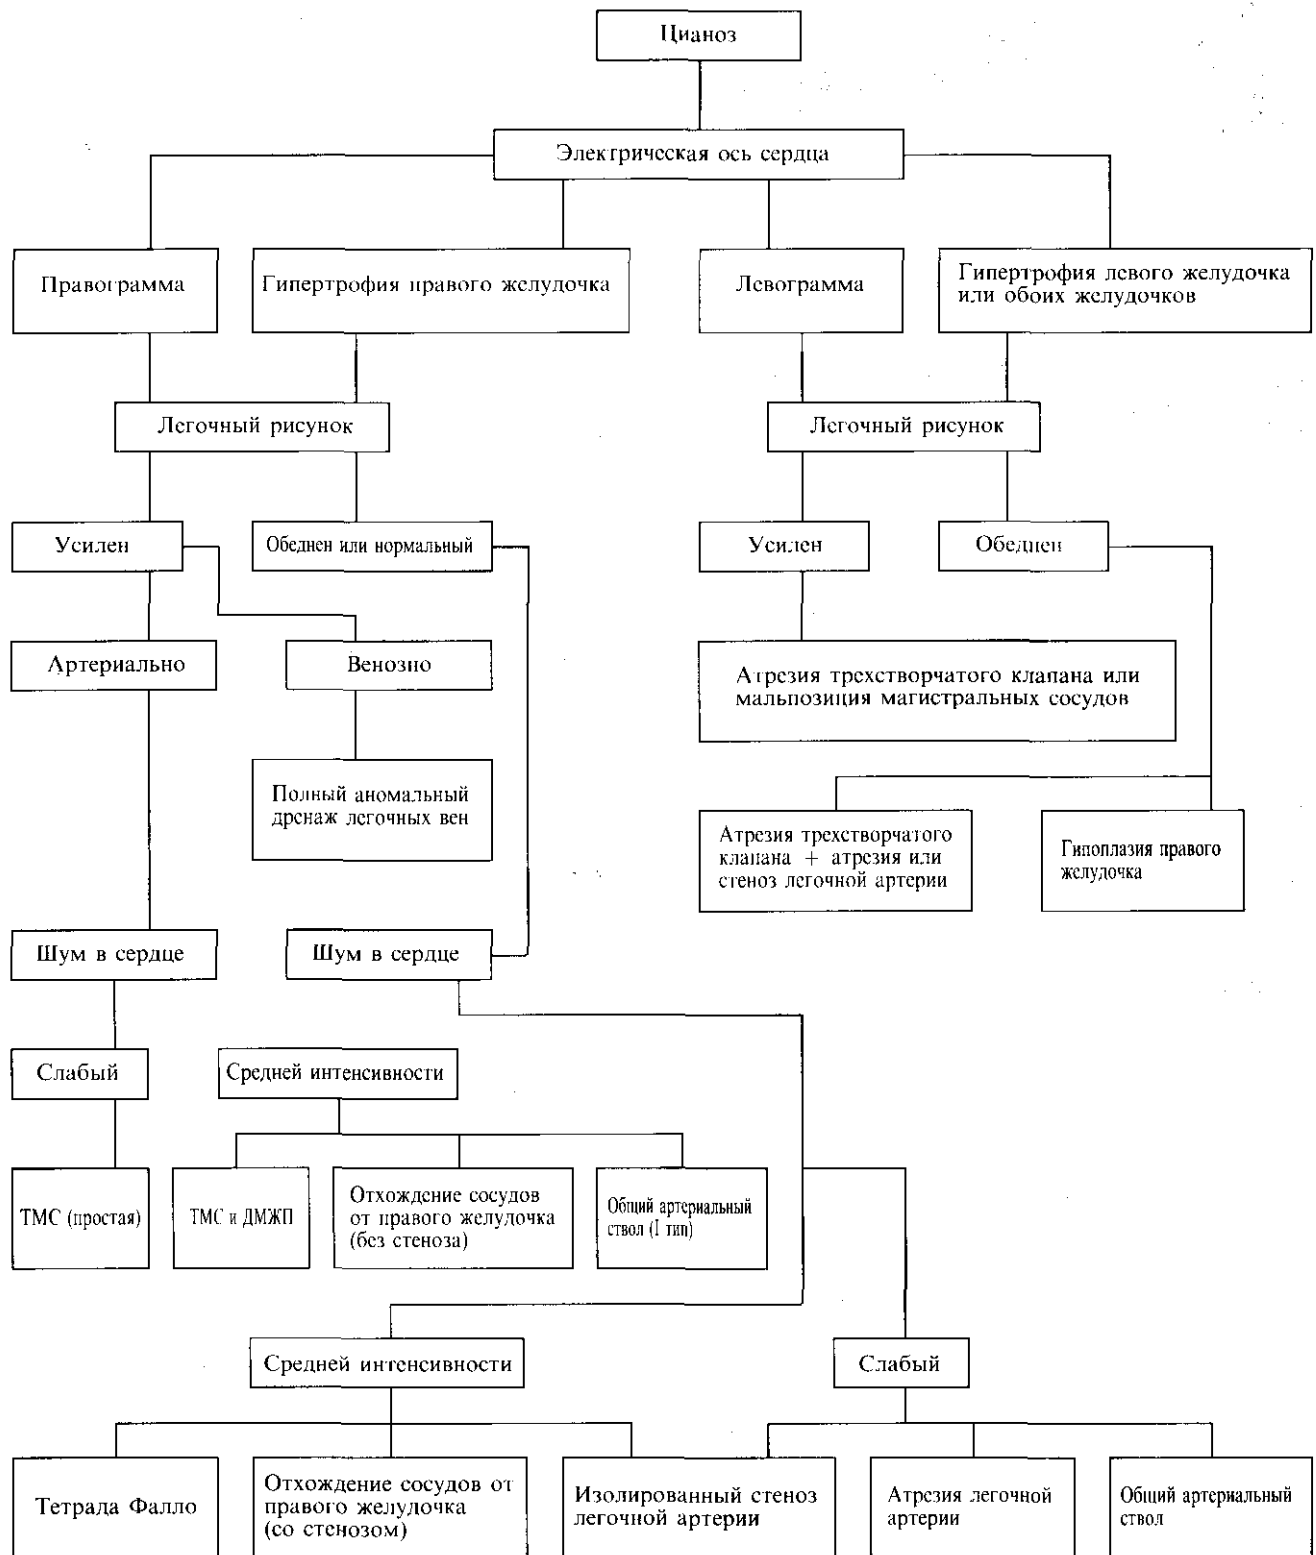 Цианоз
Электрическая ось сердца
Правограмма
Гипертрофия правого желудочка
Левограмма
Гипертрофия левого желудочка
или обоих желудочков
Легочный рисунок
Легочный рисунок
Усилен
Обеднен или нормальный
Усилен
Обеднен
Артериально
Венозно
Атрезия трехстворчатого клапана или
мальпозиция магистральных сосудов
Полный аномальный
дренаж легочных вен
Атрезия трехстворчатого
клапана + атрезия или
стеноз легочной артерии
Гипоплазия правого
желудочка
Шум в сердце
Шум в сердце
Слабый
Средней интенсивности
ТМС (простая)
ТМС и ДМЖП
Отхождение сосудов
от правого желудочка
(без стеноза)
Общий артериальный
ствол (I тип)
Средней интенсивности
Слабый
Тетрада Фалло
Отхождение сосудов от
правого желудочка
(со стенозом)
Изолированный стеноз
легочной артерии
Атрезия легочной
артерии
Общий артериальный
ствол